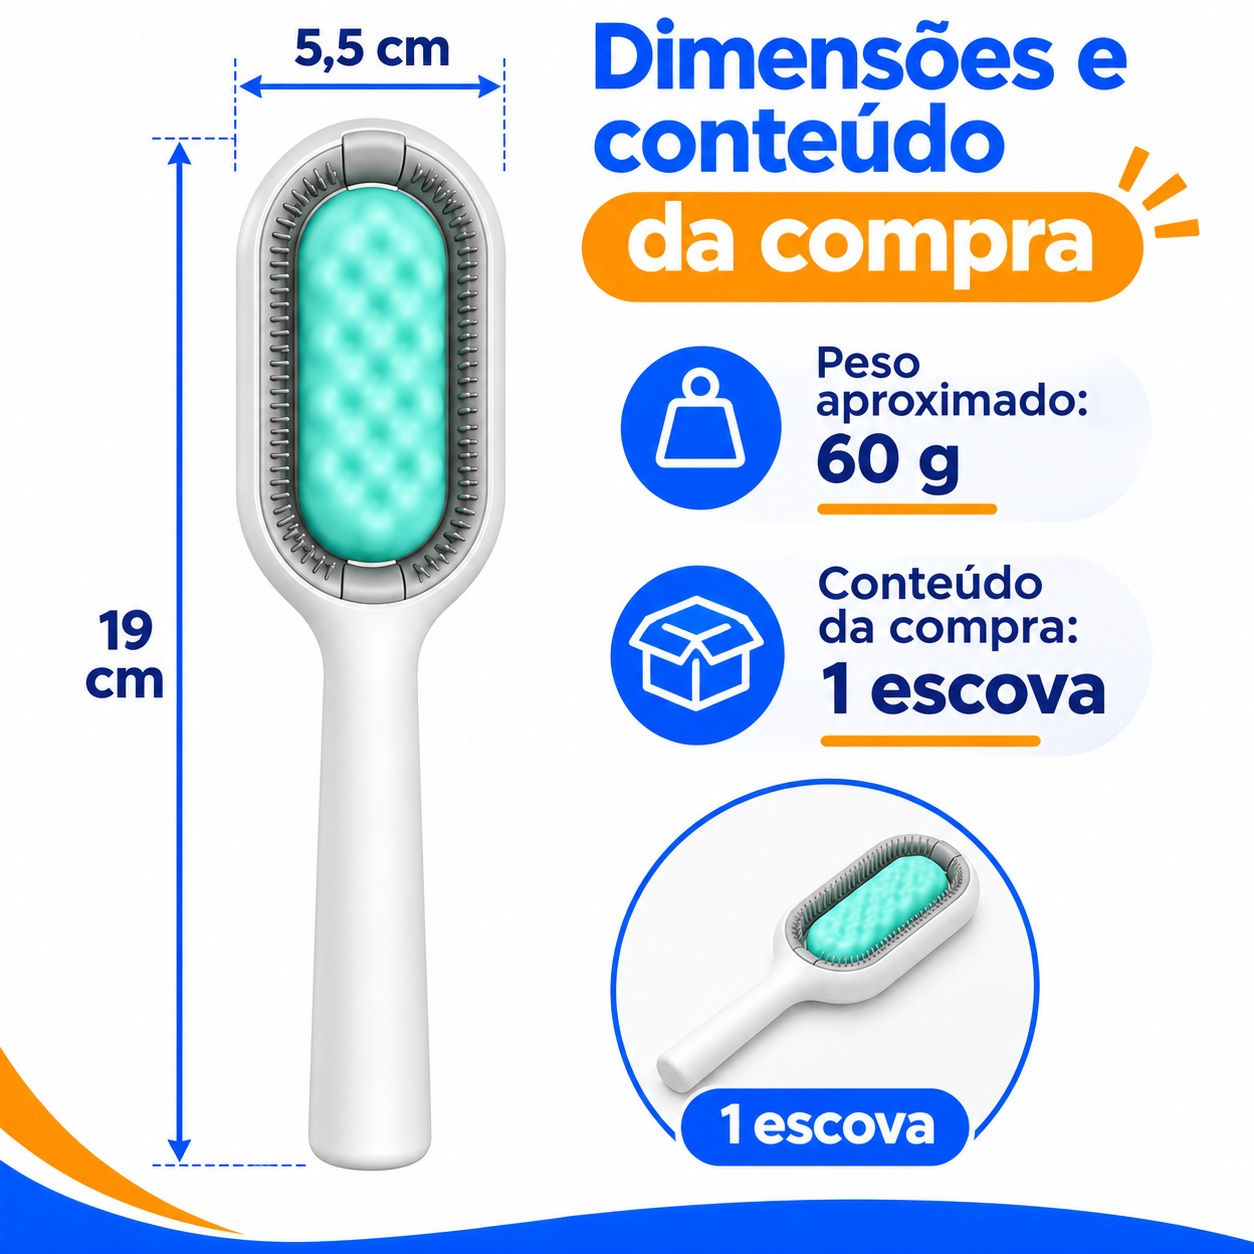 5,5 cm
Dimensões e
conteúdo
da compra
Peso
aproximado:
60 g
19
cm
Conteúdo
da compra:
1 escova
1 escova